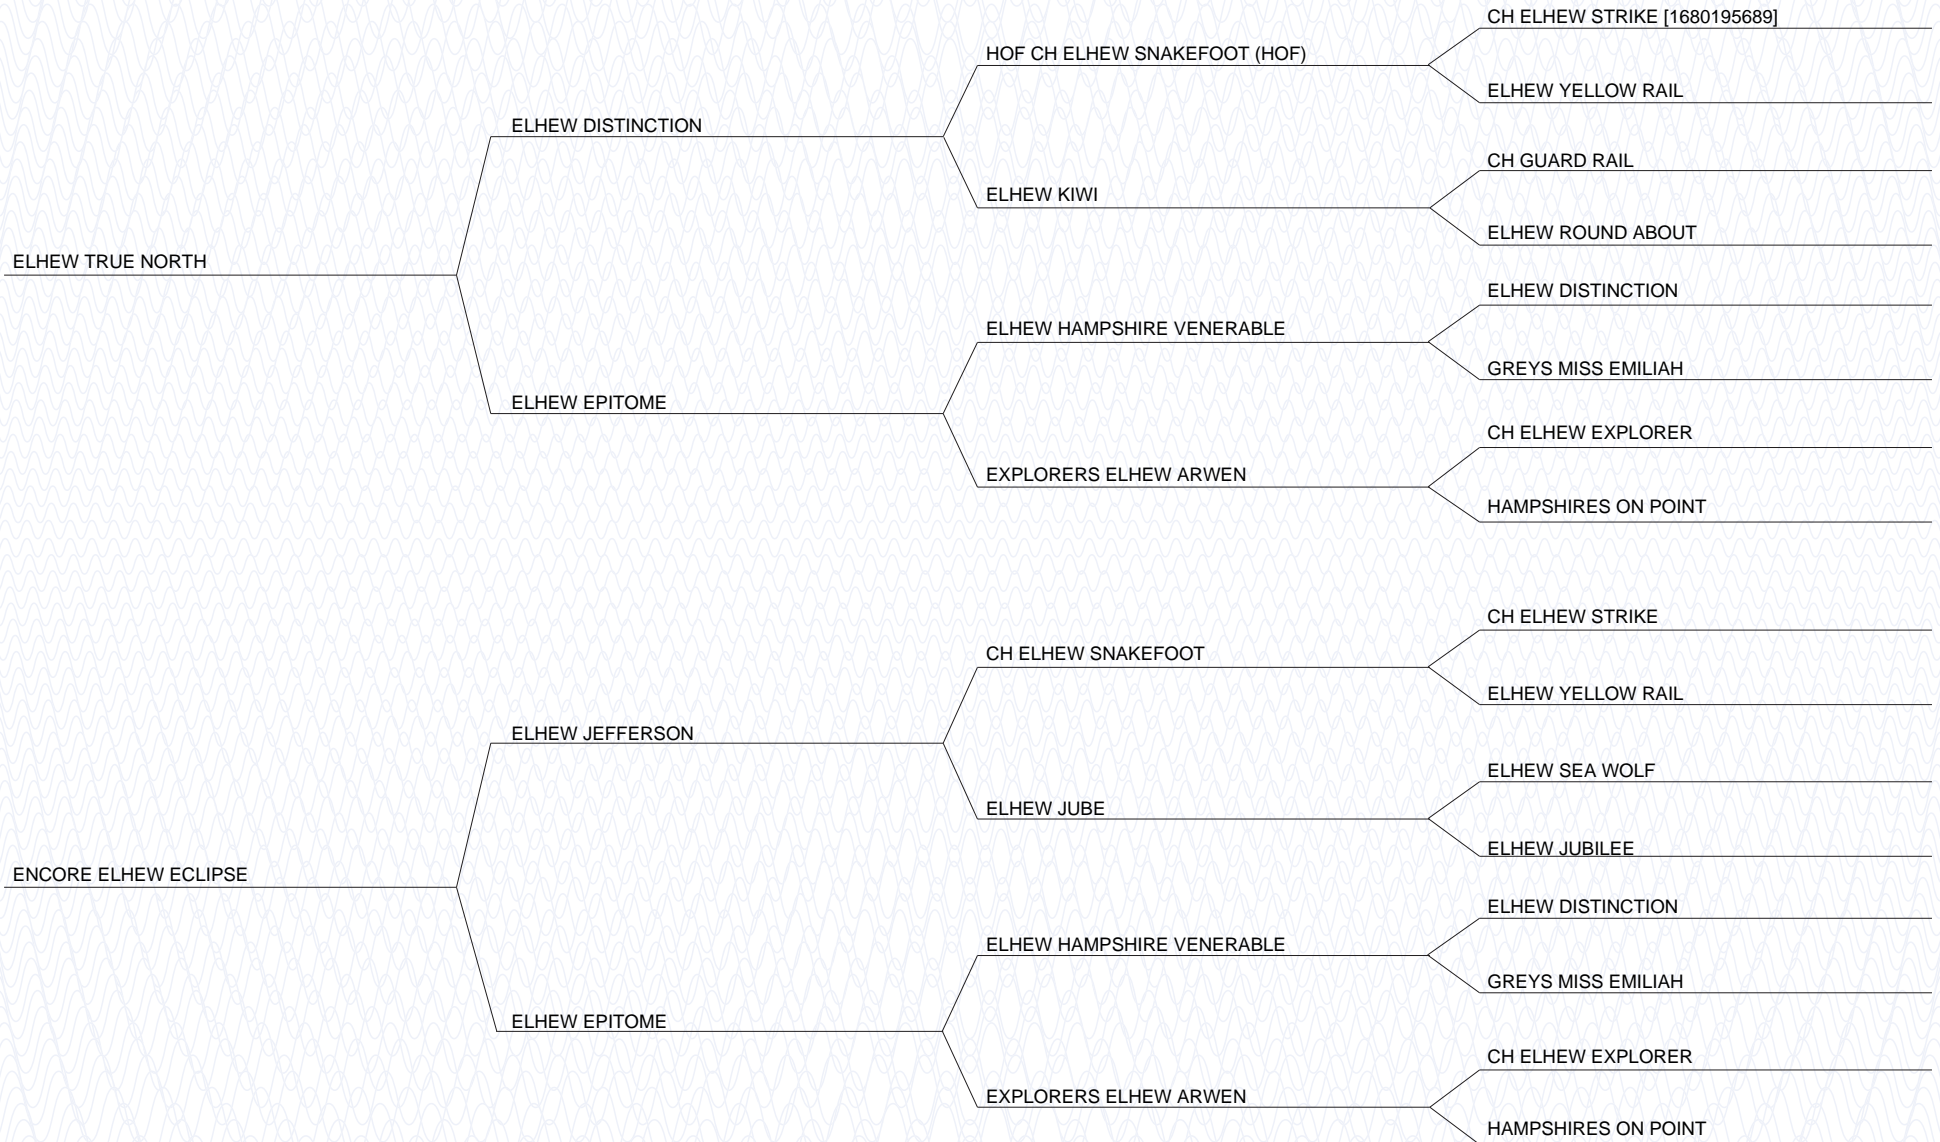 CH ELHEW STRIKE [1680195689]
HOF CH ELHEW SNAKEFOOT (HOF)
ELHEW YELLOW RAIL
ELHEW DISTINCTION
CH GUARD RAIL
ELHEW KIWI
ELHEW ROUND ABOUT
ELHEW TRUE NORTH
ELHEW DISTINCTION
ELHEW HAMPSHIRE VENERABLE
GREYS MISS EMILIAH
ELHEW EPITOME
CH ELHEW EXPLORER
EXPLORERS ELHEW ARWEN
HAMPSHIRES ON POINT
CH ELHEW STRIKE
CH ELHEW SNAKEFOOT
ELHEW YELLOW RAIL
ELHEW JEFFERSON
ELHEW SEA WOLF
ELHEW JUBE
ELHEW JUBILEE
ENCORE ELHEW ECLIPSE
ELHEW DISTINCTION
ELHEW HAMPSHIRE VENERABLE
GREYS MISS EMILIAH
ELHEW EPITOME
CH ELHEW EXPLORER
EXPLORERS ELHEW ARWEN
HAMPSHIRES ON POINT